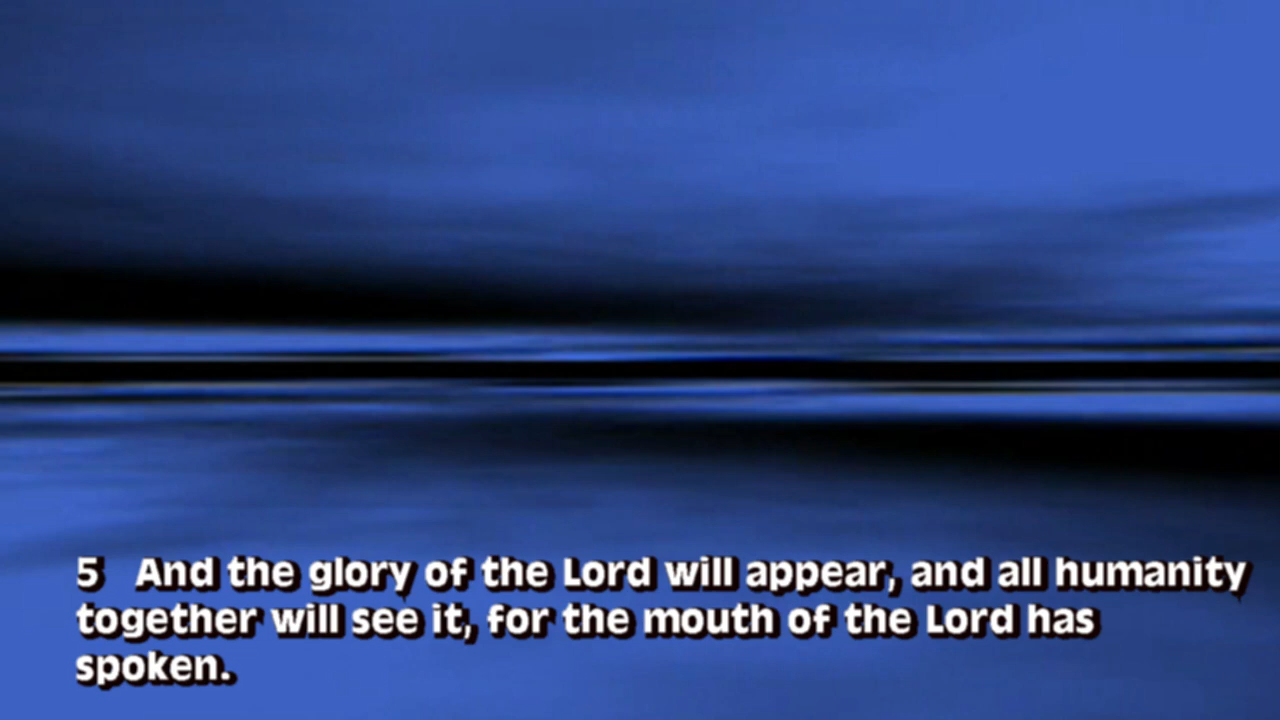 5 And the glory of the Lord will appear, and all humanity
together will see it, for the mouth of the Lord has
spoken.